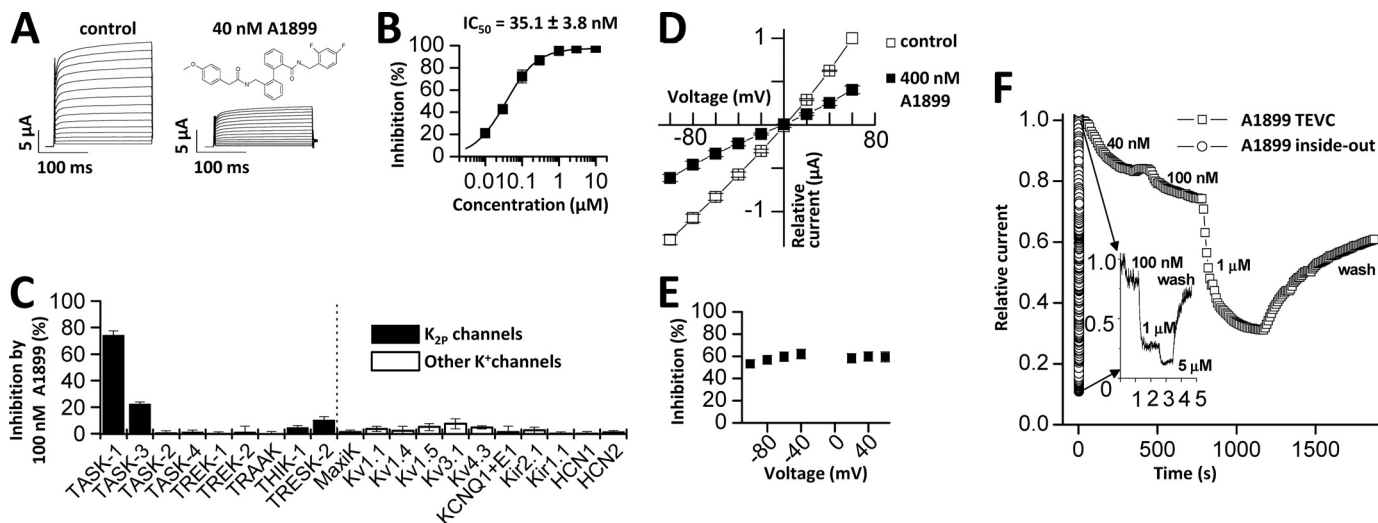 A
control
40 nM A1899
O
O
N
H
O
N
H
F
F
5 µA
100 ms
5 µA
100 ms
B
IC50 = 35.1 ± 3.8 nM
Inhibition (%)
100
80
60
40
20
0
0.01
0.1
1
10
Concentration (µM)
C
Inhibition by
100 nM A1899 (%)
100
80
60
40
20
0
K2P channels
Other K+channels
TASK-1
TASK-3
TASK-2
TASK-4
TREK-1
TREK-2
TRAAK
THIK-1
TRESK-2
MaxiK
Kv1.1
Kv1.4
Kv1.5
Kv3.1
Kv4.3
KCNQ1+E1
Kir2.1
Kir1.1
HCN1
HCN2
D
1
control
400 nM
A1899
Voltage (mV)
-80
80
-1
Relative
current (µA)
E
Inhibition (%)
100
80
60
40
20
0
-80
-40
0
40
Voltage (mV)
F
A1899 TEVC
A1899 inside-out
Relative current
1.0
0.8
0.6
0.4
0.2
0.0
40 nM
100 nM
1 µM
wash
1.0
0.5
0
100 nM
wash
1 µM
5 µM
1 2 3 4 5
0
500
1000
1500
Time (s)